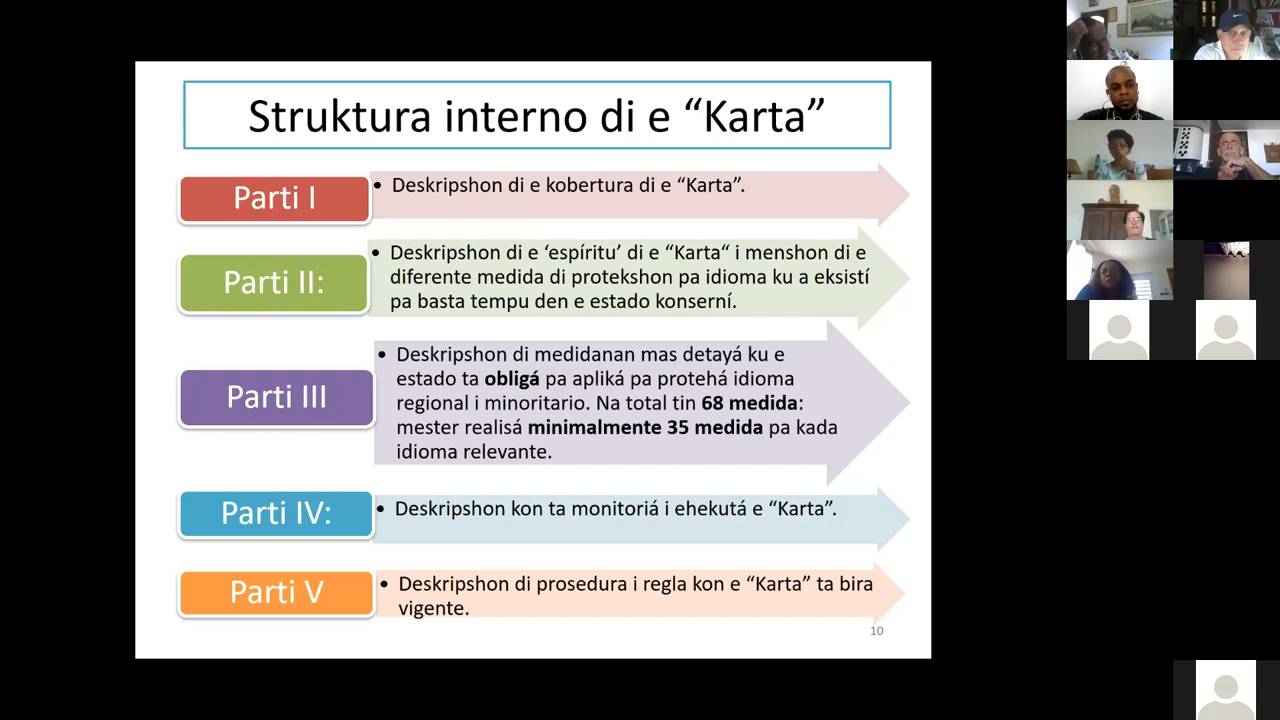 Struktura interno di e “Karta”
Parti I
• Deskripshon di e kobertura di e “Karta”.
Parti II:
• Deskripshon di e ‘espíritu’ di e “Karta“ i menshon di e
diferente medida di protekshon pa idioma ku a eksistí
pa basta tempu den e estado konserní.
Parti III
• Deskripshon di medidanan mas detayá ku e
estado ta obligá pa apliká pa protehá idioma
regional i minoritario. Na total tin 68 medida:
mester realisá minimalmente 35 medida pa kada
idioma relevante.
Parti IV:
• Deskripshon kon ta monitoriá i ehekutá e “Karta”.
Parti V
• Deskripshon di prosedura i regla kon e “Karta” ta bira
vigente.
10